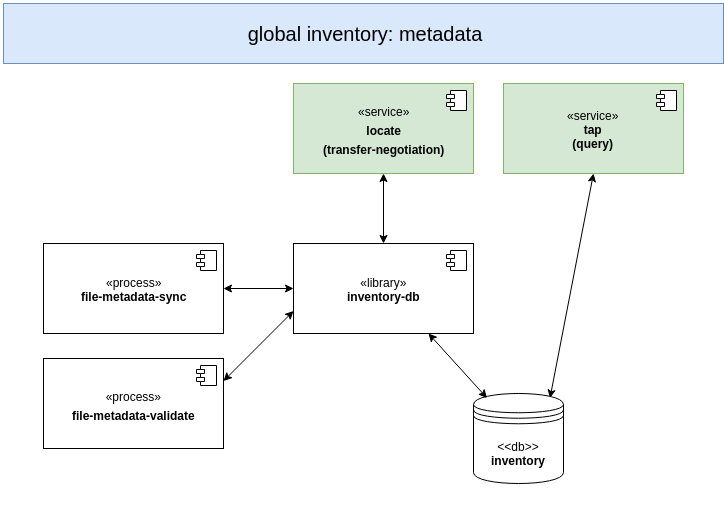 global inventory: metadata
«service»
locate
(transfer-negotiation)
«service»
tap
(query)
«process»
file-metadata-sync
«library»
inventory-db
«process»
file-metadata-validate
<<db>>
inventory